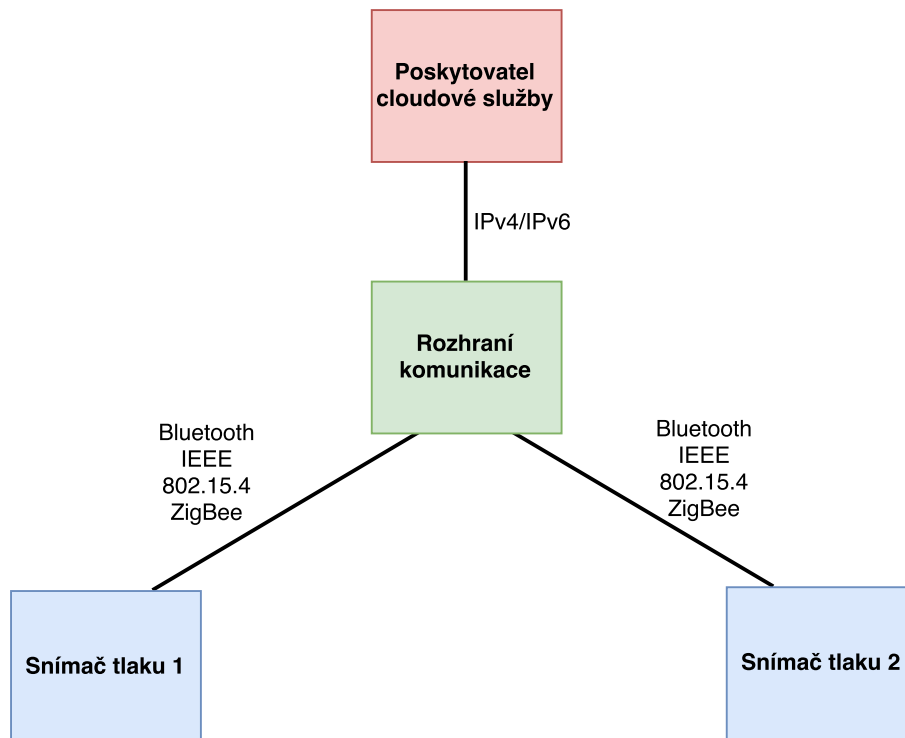 Poskytovatel
cloudové služby
IPv4/IPv6
Rozhraní
komunikace
Bluetooth
IEEE
802.15.4
ZigBee
Bluetooth
IEEE
802.15.4
ZigBee
Snímač tlaku 1
Snímač tlaku 2